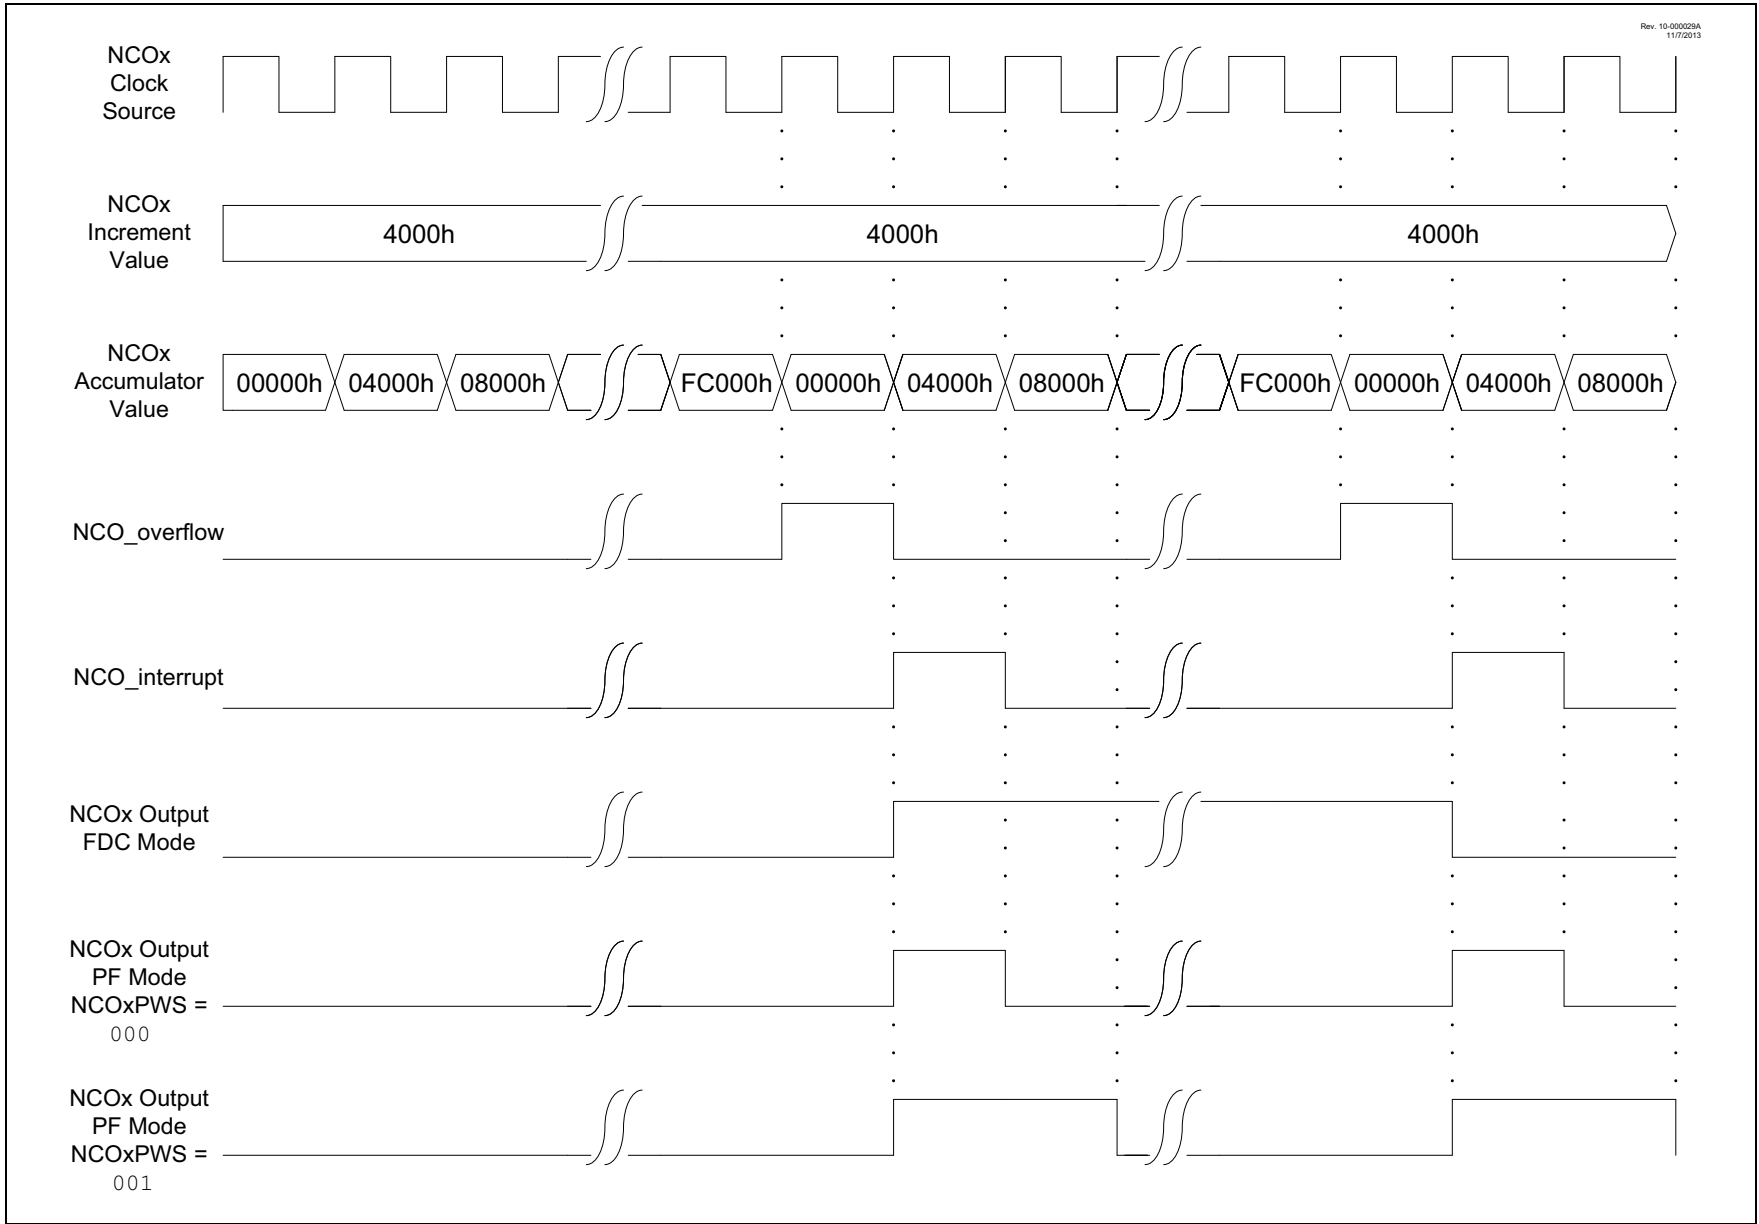 Rev. 10-000029A
11/7/2013
NCOx
Clock
Source
NCOx
Increment
Value
4000h
4000h
4000h
NCOx
Accumulator
Value
00000h
04000h
08000h
FC000h
00000h
04000h
08000h
FC000h
00000h
04000h
08000h
NCO_overflow
NCO_interrupt
NCOx Output
FDC Mode
NCOx Output
PF Mode
NCOxPWS =
000
NCOx Output
PF Mode
NCOxPWS =
001